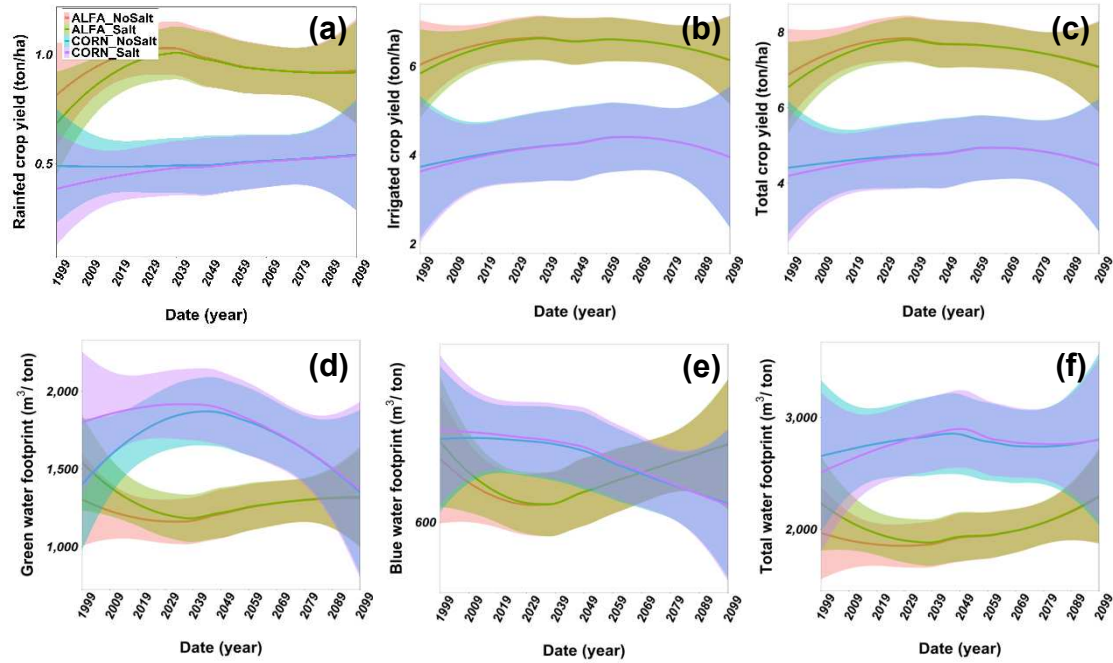 ALFA_NoSalt
ALFA_Salt
CORN_NoSalt
CORN_Salt
(a)
Rainfed crop yield (ton/ha)
1.0
0.5
1999 2009 2019 2029 2039 2049 2059 2069 2079 2089 2099
Date (year)
(b)
Irrigated crop yield (ton/ha)
6
4
2
1999 2009 2019 2029 2039 2049 2059 2069 2079 2089 2099
Date (year)
(c)
Total crop yield (ton/ha)
8
6
4
1999 2009 2019 2029 2039 2049 2059 2069 2079 2089 2099
Date (year)
(d)
Green water footprint (m³/ ton)
2,000
1,500
1,000
1999 2009 2019 2029 2039 2049 2059 2069 2079 2089 2099
Date (year)
(e)
Blue water footprint (m³/ ton)
600
1999 2009 2019 2029 2039 2049 2059 2069 2079 2089 2099
Date (year)
(f)
Total water footprint (m³/ ton)
3,000
2,000
1999 2009 2019 2029 2039 2049 2059 2069 2079 2089 2099
Date (year)